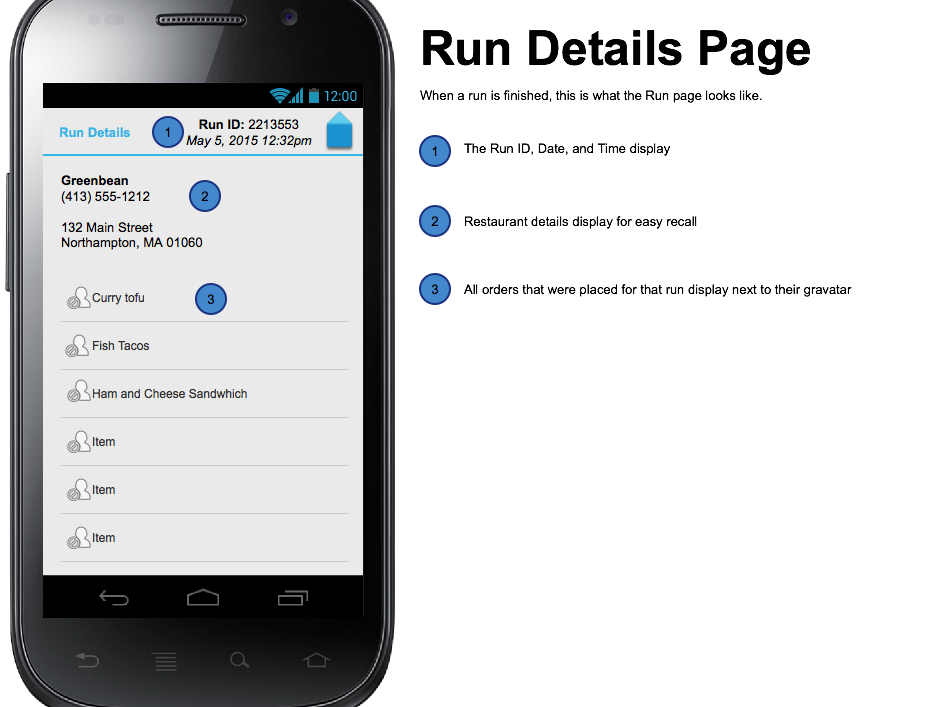 12:00
Run Details
1
Run ID: 2213553
May 5, 2015 12:32pm
Greenbean
(413) 555-1212
2
132 Main Street
Northampton, MA 01060
Curry tofu
3
Fish Tacos
Ham and Cheese Sandwhich
Item
Item
Item
Run Details Page
When a run is finished, this is what the Run page looks like.
1 The Run ID, Date, and Time display
2 Restaurant details display for easy recall
3 All orders that were placed for that run display next to their gravatar